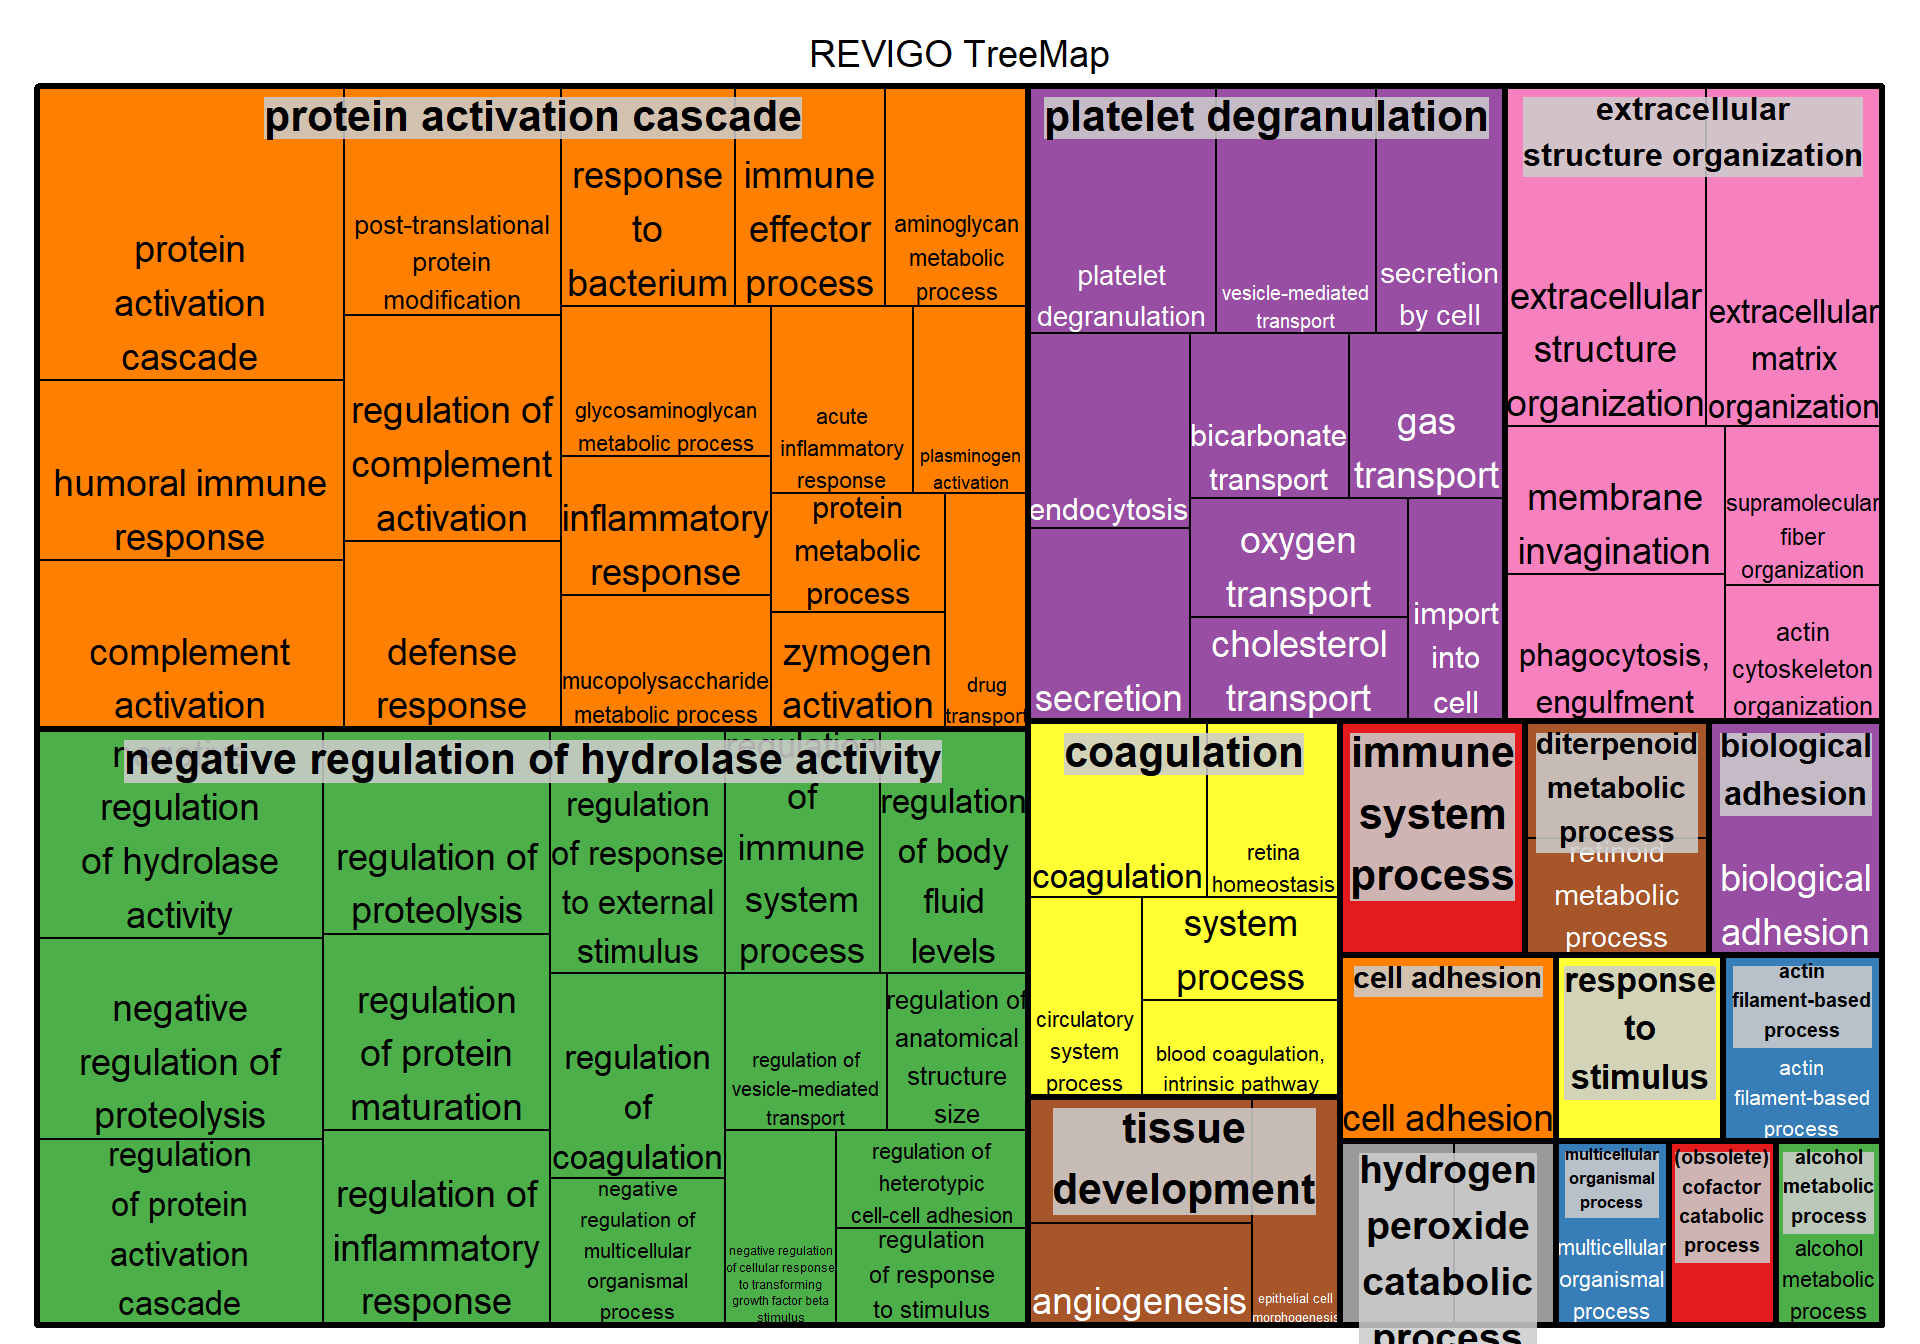 REVIGO TreeMap
protein activation cascade
protein
activation
cascade
humoral immune
response
complement
activation
post-translational
protein
modification
regulation of
complement
activation
defense
response
response
to
bacterium
immune
effector
process
aminoglycan
metabolic
process
glycosaminoglycan
metabolic process
inflammatory
response
mucopolysaccharide
metabolic process
acute
inflammatory
response
plasminogen
activation
protein
metabolic
process
zymogen
activation
drug
transport
platelet degranulation
platelet
degranulation
vesicle-mediated
transport
secretion
by cell
endocytosis
secretion
bicarbonate
transport
gas
transport
oxygen
transport
cholesterol
transport
import
into
cell
extracellular
structure organization
extracellular
structure
organization
extracellular
matrix
organization
membrane
invagination
supramolecular
fiber
organization
phagocytosis,
engulfment
actin
cytoskeleton
organization
negative regulation of hydrolase activity
negative
regulation
of hydrolase
activity
negative
regulation of
proteolysis
regulation
of protein
activation
cascade
regulation of
proteolysis
regulation
of protein
maturation
regulation of
inflammatory
response
regulation
of response
to external
stimulus
regulation
of
coagulation
negative
regulation of
multicellular
organismal
process
regulation
of
immune
system
process
regulation
of body
fluid
levels
regulation of
vesicle-mediated
transport
regulation of
anatomical
structure
size
negative regulation
of cellular response
to transforming
growth factor beta
stimulus
regulation of
heterotypic
cell-cell adhesion
regulation
of response
to stimulus
coagulation
coagulation
retina
homeostasis
circulatory
system
process
system
process
blood coagulation,
intrinsic pathway
tissue
development
angiogenesis
epithelial cell
morphogenesis
immune
system
process
diterpenoid
metabolic
process
retinoid
metabolic
process
biological
adhesion
biological
adhesion
cell adhesion
cell adhesion
response
to
stimulus
actin
filament-based
process
actin
filament-based
process
hydrogen
peroxide
catabolic
process
multicellular
organismal
process
multicellular
organismal
process
(obsolete)
cofactor
catabolic
process
alcohol
metabolic
process
alcohol
metabolic
process